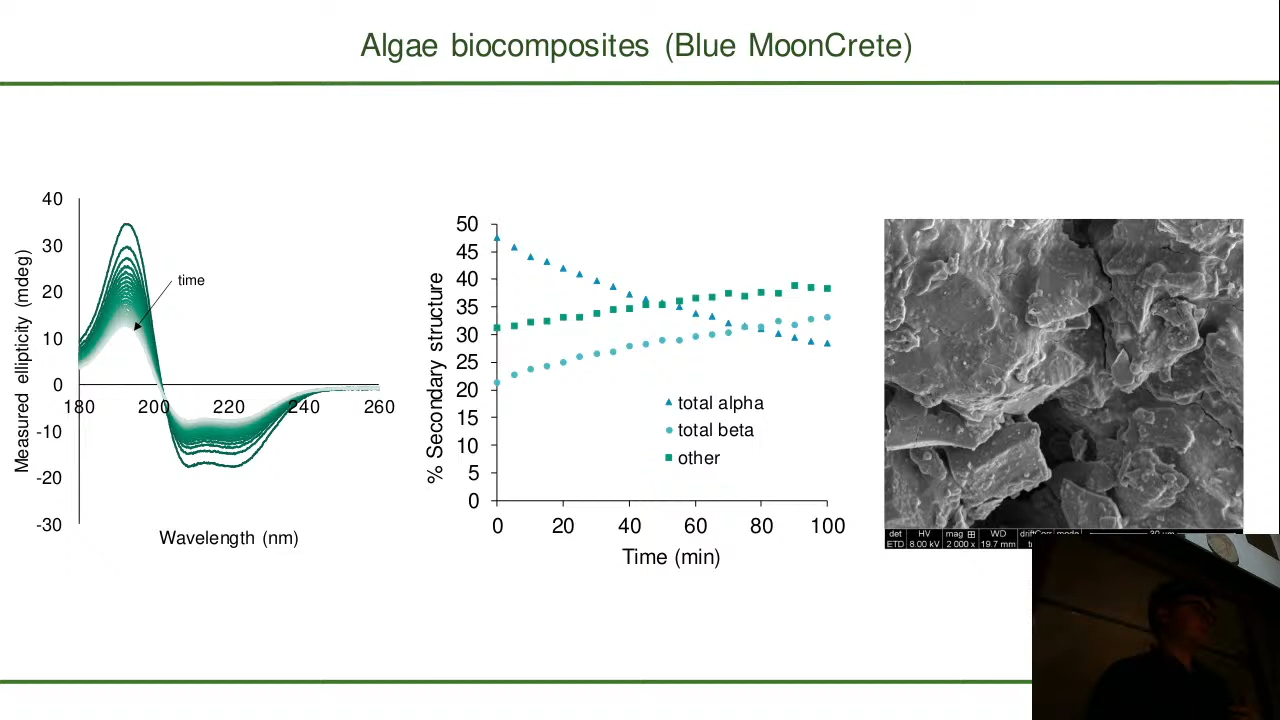 Algae biocomposites (Blue MoonCrete)
40
30
20
10
0
-10
-20
-30
180 200 220 240 260
Measured ellipticity (mdeg)
Wavelength (nm)
time
50
45
40
35
30
25
20
15
10
5
0
0 20 40 60 80 100
% Secondary structure
Time (min)
total alpha
total beta
other
det HV mag WD
ETD 8.00 kV 2 000 x 19.7 mm